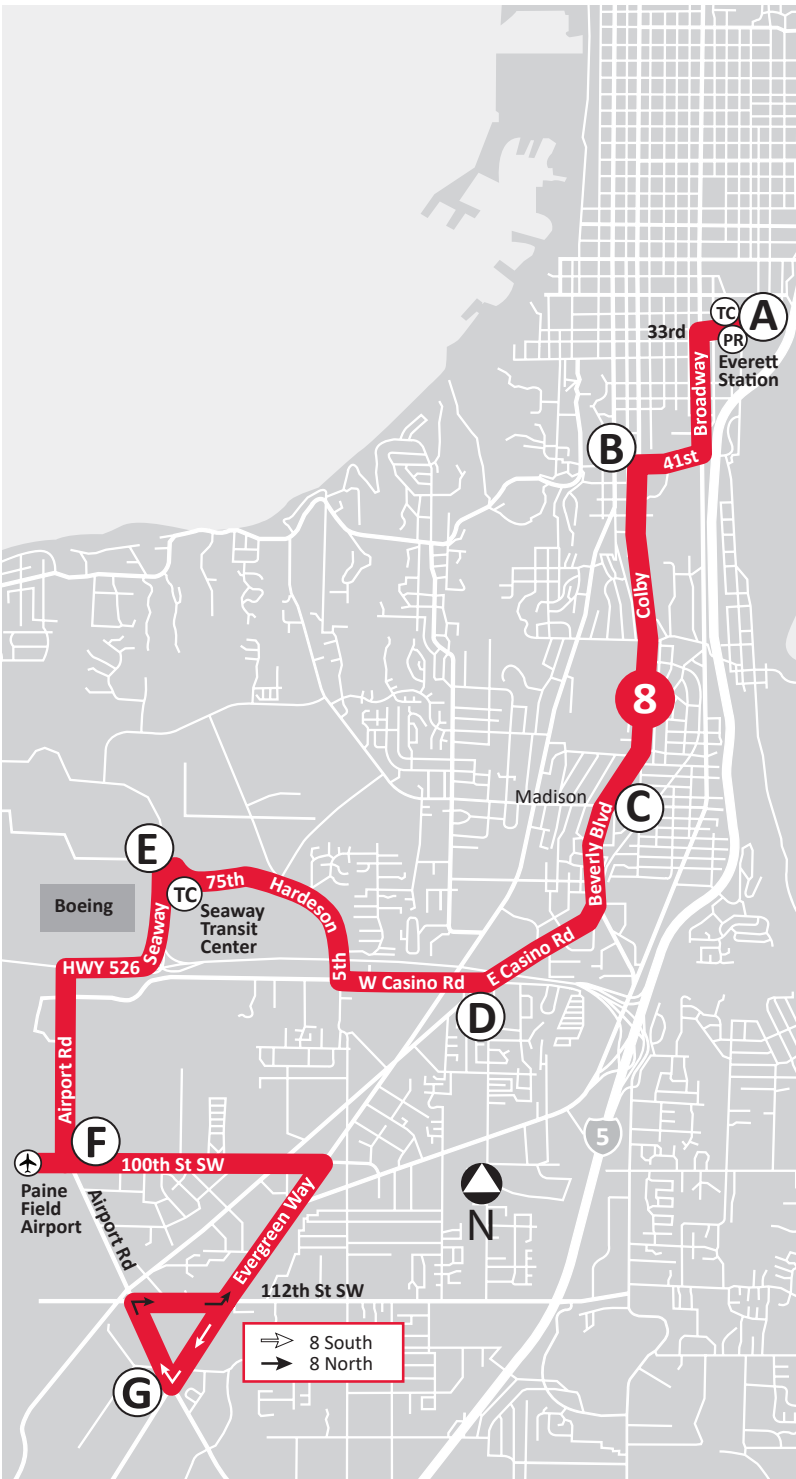 TC
A
33rd
PR
Everett
Station
Broadway
B
41st
Colby
8
Madison
C
Beverly Blvd
E
75th
Hardeson
TC
Boeing
Seaway
Seaway
Transit
Center
E Casino Rd
HWY 526
5th
W Casino Rd
D
Airport Rd
F
5
100th St SW
Paine
Field
Airport
Airport Rd
Evergreen Way
N
112th St SW
8 South
8 North
G